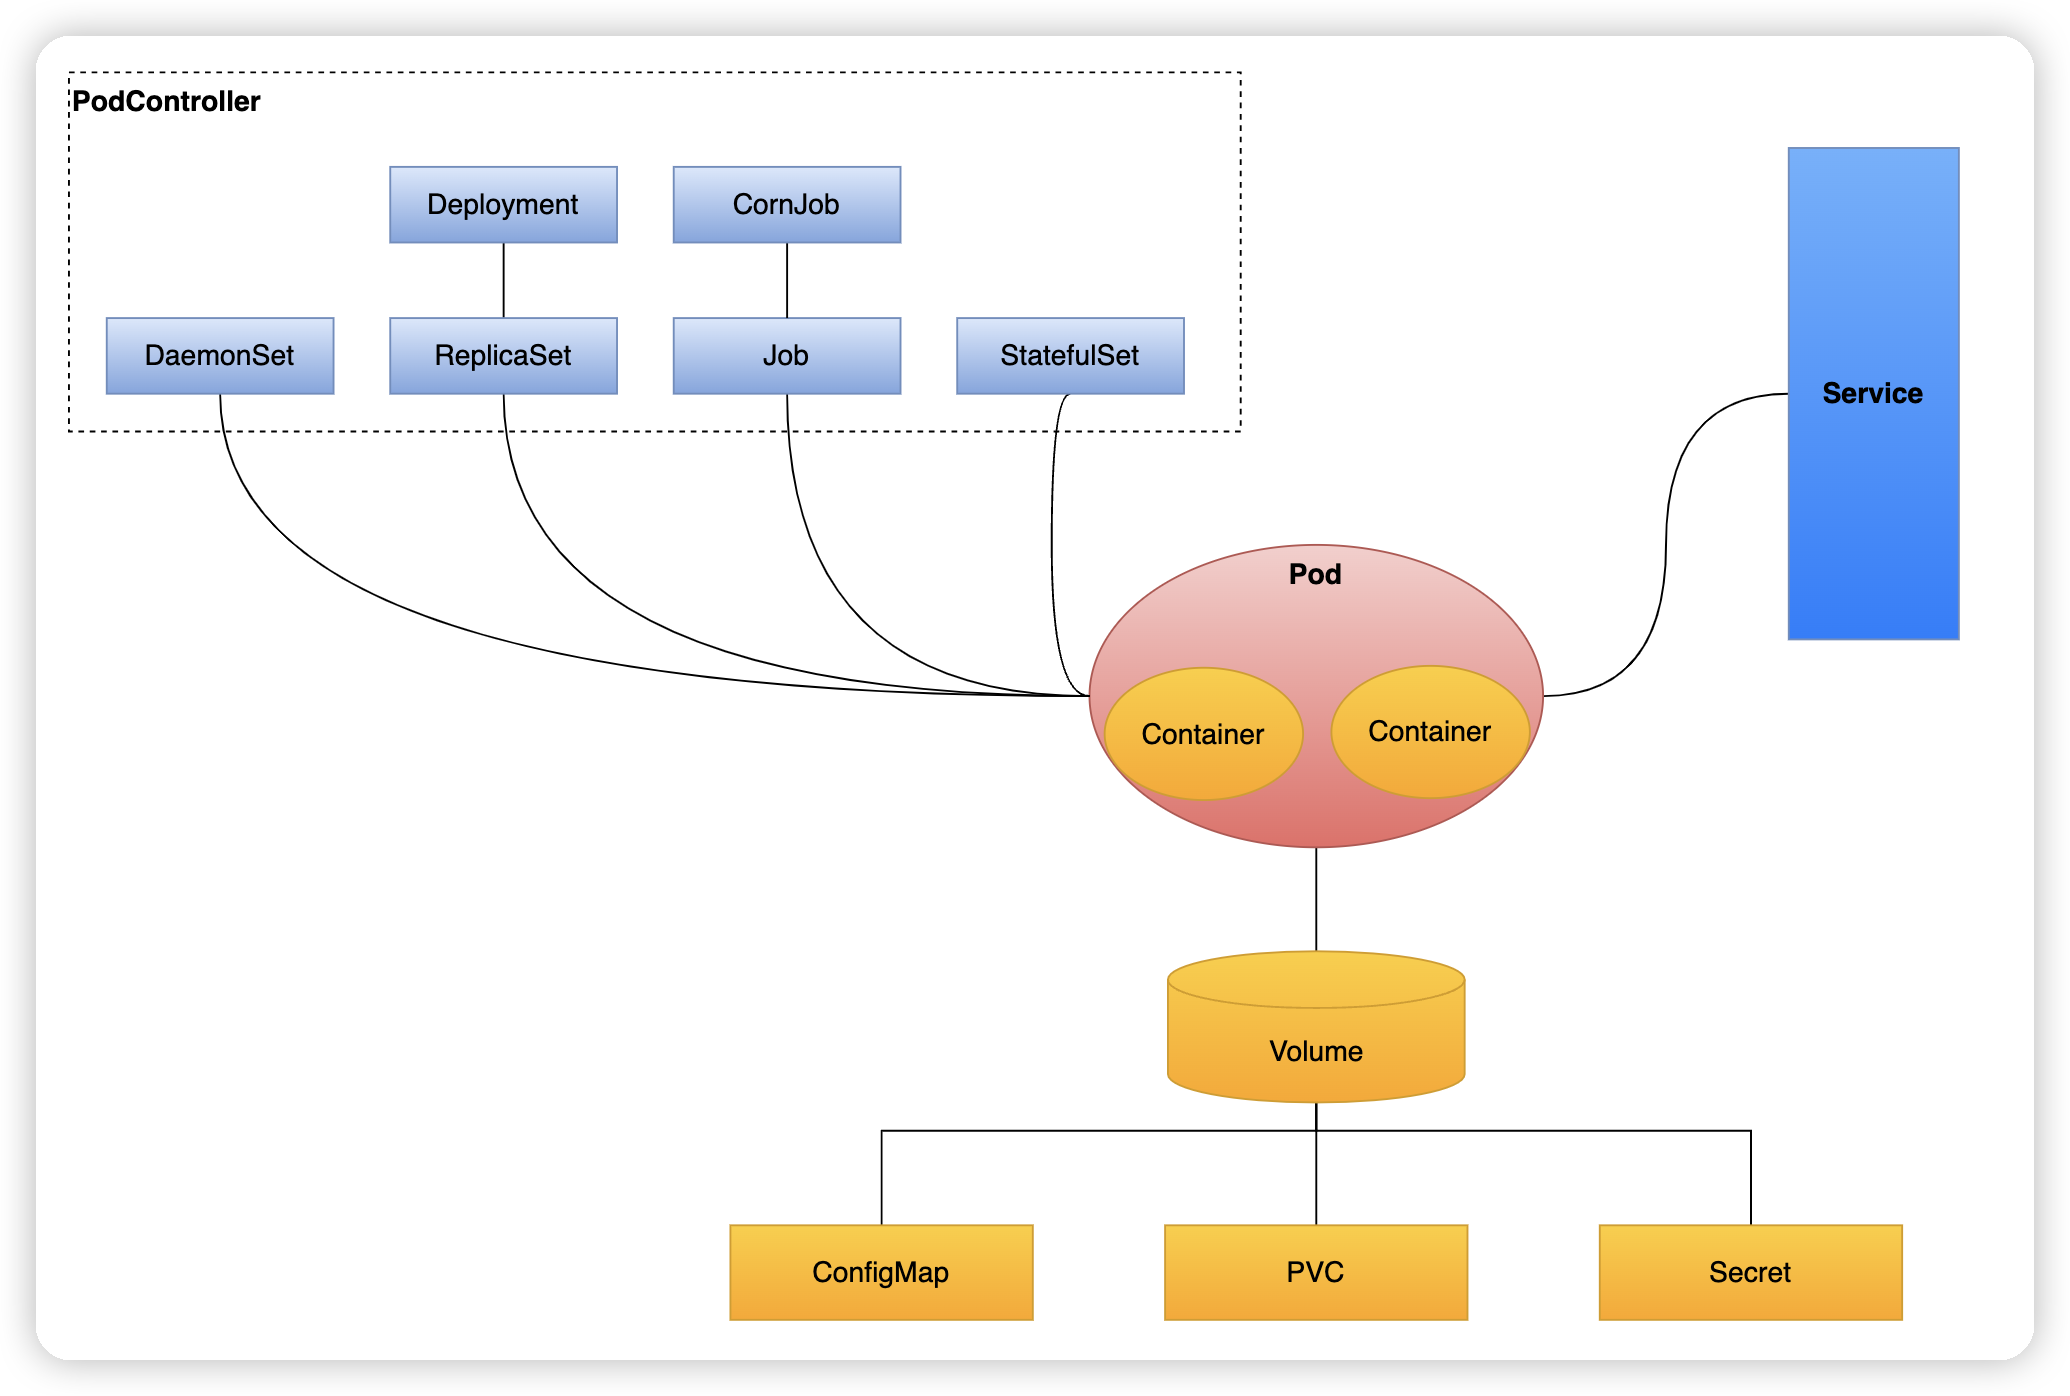 PodController
Deployment
CornJob
DaemonSet
ReplicaSet
Job
StatefulSet
Service
Pod
Container
Container
Volume
ConfigMap
PVC
Secret